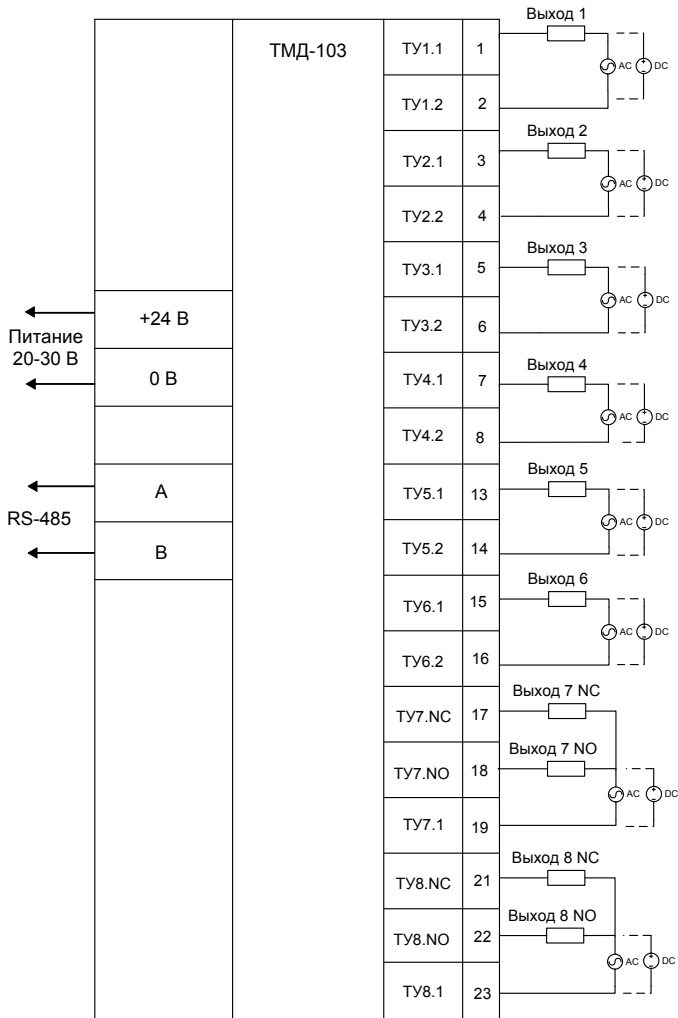 ТМД-103
Питание
20-30 В
+24 В
0 В
RS-485
A
B
ТУ1.1 1
ТУ1.2 2
ТУ2.1 3
ТУ2.2 4
ТУ3.1 5
ТУ3.2 6
ТУ4.1 7
ТУ4.2 8
ТУ5.1 13
ТУ5.2 14
ТУ6.1 15
ТУ6.2 16
ТУ7.NC 17
ТУ7.NO 18
ТУ7.1 19
ТУ8.NC 21
ТУ8.NO 22
ТУ8.1 23
Выход 1
AC DC
Выход 2
AC DC
Выход 3
AC DC
Выход 4
AC DC
Выход 5
AC DC
Выход 6
AC DC
Выход 7 NC
Выход 7 NO
AC DC
Выход 8 NC
Выход 8 NO
AC DC